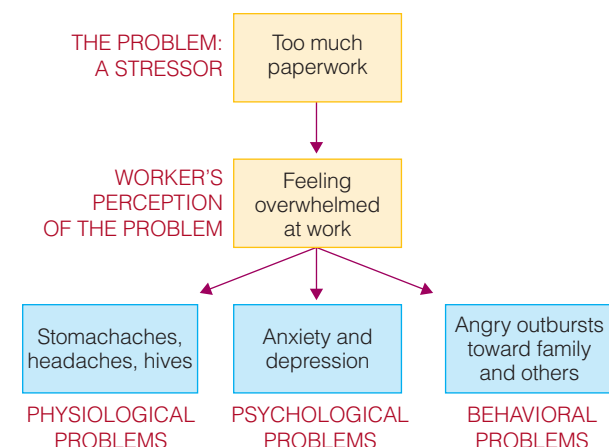 THE PROBLEM:
A STRESSOR
Too much
paperwork
WORKER'S
PERCEPTION
OF THE PROBLEM
Feeling
overwhelmed
at work
Stomachaches,
headaches, hives
Anxiety and
depression
Angry outbursts
toward family
and others
PHYSIOLOGICAL
PROBLEMS
PSYCHOLOGICAL
PROBLEMS
BEHAVIORAL
PROBLEMS